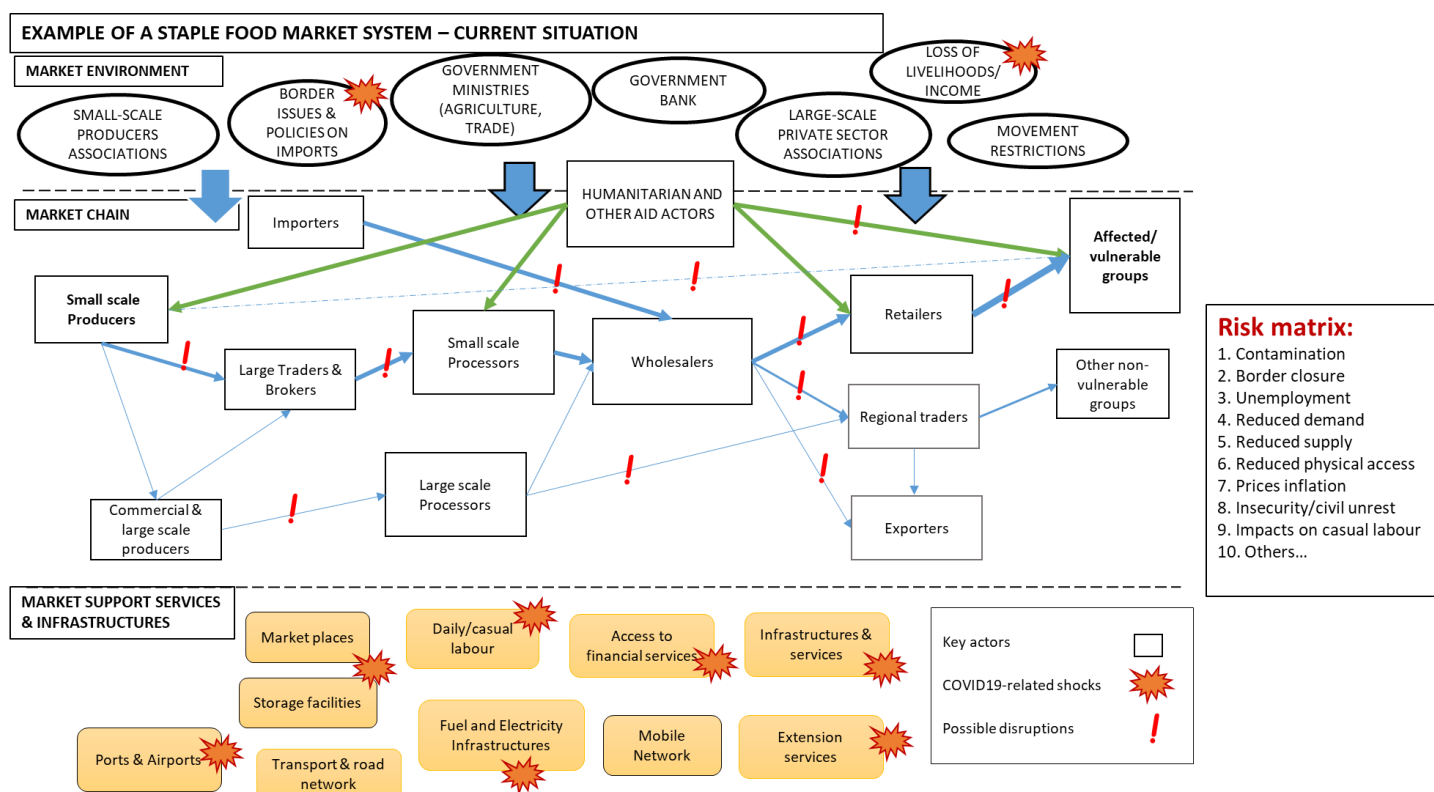 EXAMPLE OF A STAPLE FOOD MARKET SYSTEM – CURRENT SITUATION
MARKET ENVIRONMENT
SMALL-SCALE
PRODUCERS
ASSOCIATIONS
BORDER
ISSUES &
POLICIES ON
IMPORTS
GOVERNMENT
MINISTRIES
(AGRICULTURE,
TRADE)
GOVERNMENT
BANK
LARGE-SCALE
PRIVATE SECTOR
ASSOCIATIONS
LOSS OF
LIVELIHOODS/
INCOME
MOVEMENT
RESTRICTIONS
MARKET CHAIN
Importers
HUMANITARIAN AND
OTHER AID ACTORS
Affected/
vulnerable
groups
Small scale
Producers
Large Traders &
Brokers
Small scale
Processors
Wholesalers
Retailers
Regional traders
Other non-
vulnerable
groups
Commercial &
large scale
producers
Large scale
Processors
Exporters
Risk matrix:
1. Contamination
2. Border closure
3. Unemployment
4. Reduced demand
5. Reduced supply
6. Reduced physical access
7. Prices inflation
8. Insecurity/civil unrest
9. Impacts on casual labour
10. Others...
MARKET SUPPORT SERVICES
& INFRASTRUCTURES
Market places
Daily/casual
labour
Access to
financial services
Infrastructures &
services
Storage facilities
Ports & Airports
Transport & road
network
Fuel and Electricity
Infrastructures
Mobile
Network
Extension
services
Key actors
COVID19-related shocks
Possible disruptions